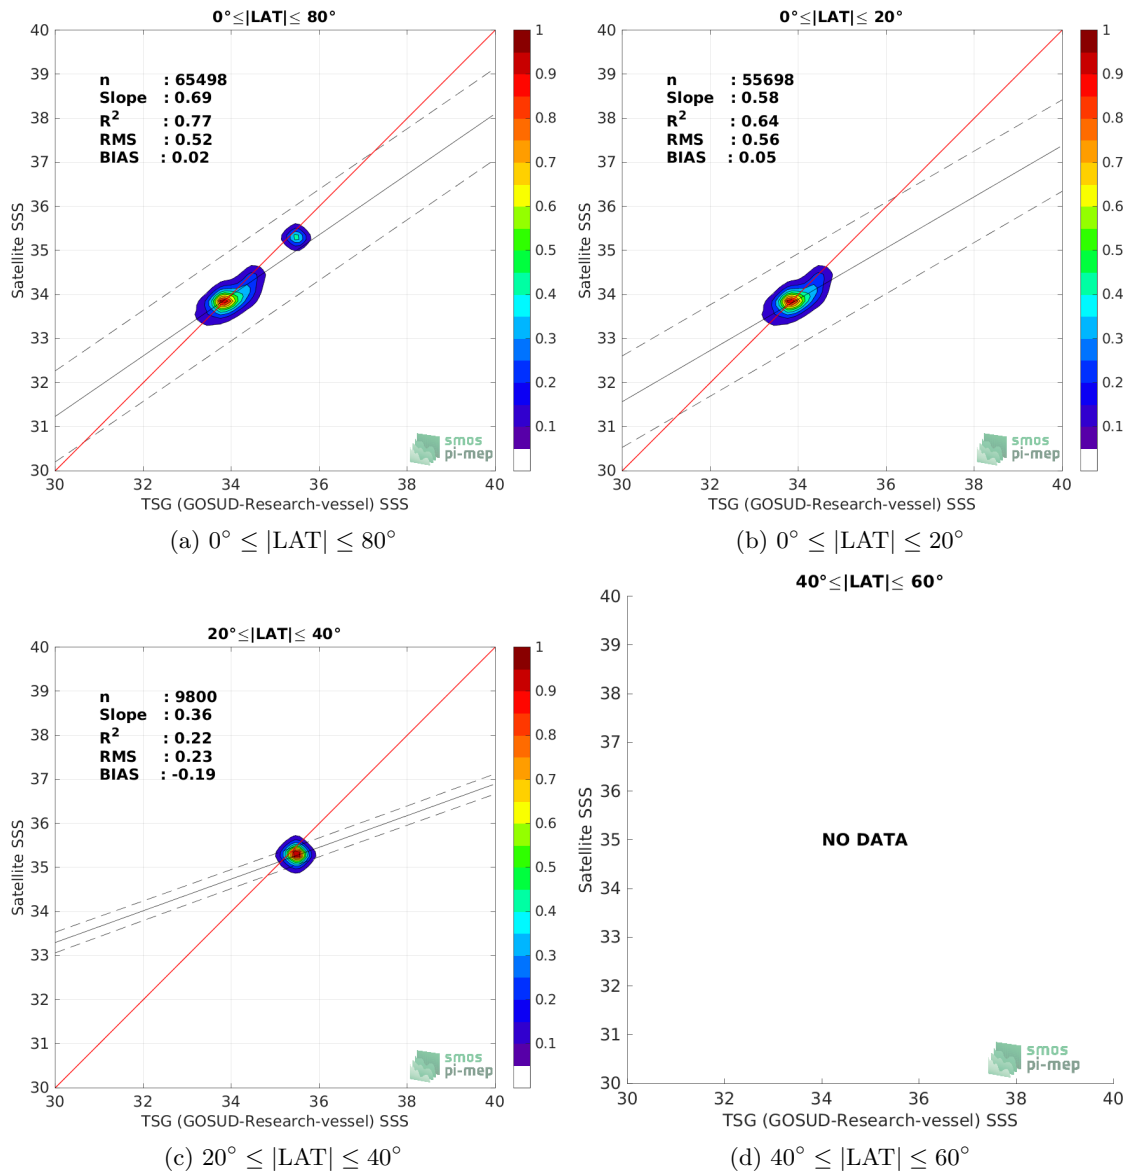 0°≤|LAT|≤ 80°
40
39
38
37
36
35
34
33
32
31
30
Satellite SSS
n : 65498
Slope : 0.69
R2 : 0.77
RMS : 0.52
BIAS : 0.02
smos
pi-mep
30 32 34 36 38 40
TSG (GOSUD-Research-vessel) SSS
1
0.9
0.8
0.7
0.6
0.5
0.4
0.3
0.2
0.1
(a) 0° ≤ |LAT| ≤ 80°
0°≤|LAT|≤ 20°
40
39
38
37
36
35
34
33
32
31
30
Satellite SSS
n : 55698
Slope : 0.58
R2 : 0.64
RMS : 0.56
BIAS : 0.05
smos
pi-mep
30 32 34 36 38 40
TSG (GOSUD-Research-vessel) SSS
1
0.9
0.8
0.7
0.6
0.5
0.4
0.3
0.2
0.1
(b) 0° ≤ |LAT| ≤ 20°
20°≤|LAT|≤ 40°
40
39
38
37
36
35
34
33
32
31
30
Satellite SSS
n : 9800
Slope : 0.36
R2 : 0.22
RMS : 0.23
BIAS : -0.19
smos
pi-mep
30 32 34 36 38 40
TSG (GOSUD-Research-vessel) SSS
1
0.9
0.8
0.7
0.6
0.5
0.4
0.3
0.2
0.1
(c) 20° ≤ |LAT| ≤ 40°
40°≤|LAT|≤ 60°
40
39
38
37
36
35
34
33
32
31
30
Satellite SSS
NO DATA
smos
pi-mep
30 32 34 36 38 40
TSG (GOSUD-Research-vessel) SSS
(d) 40° ≤ |LAT| ≤ 60°